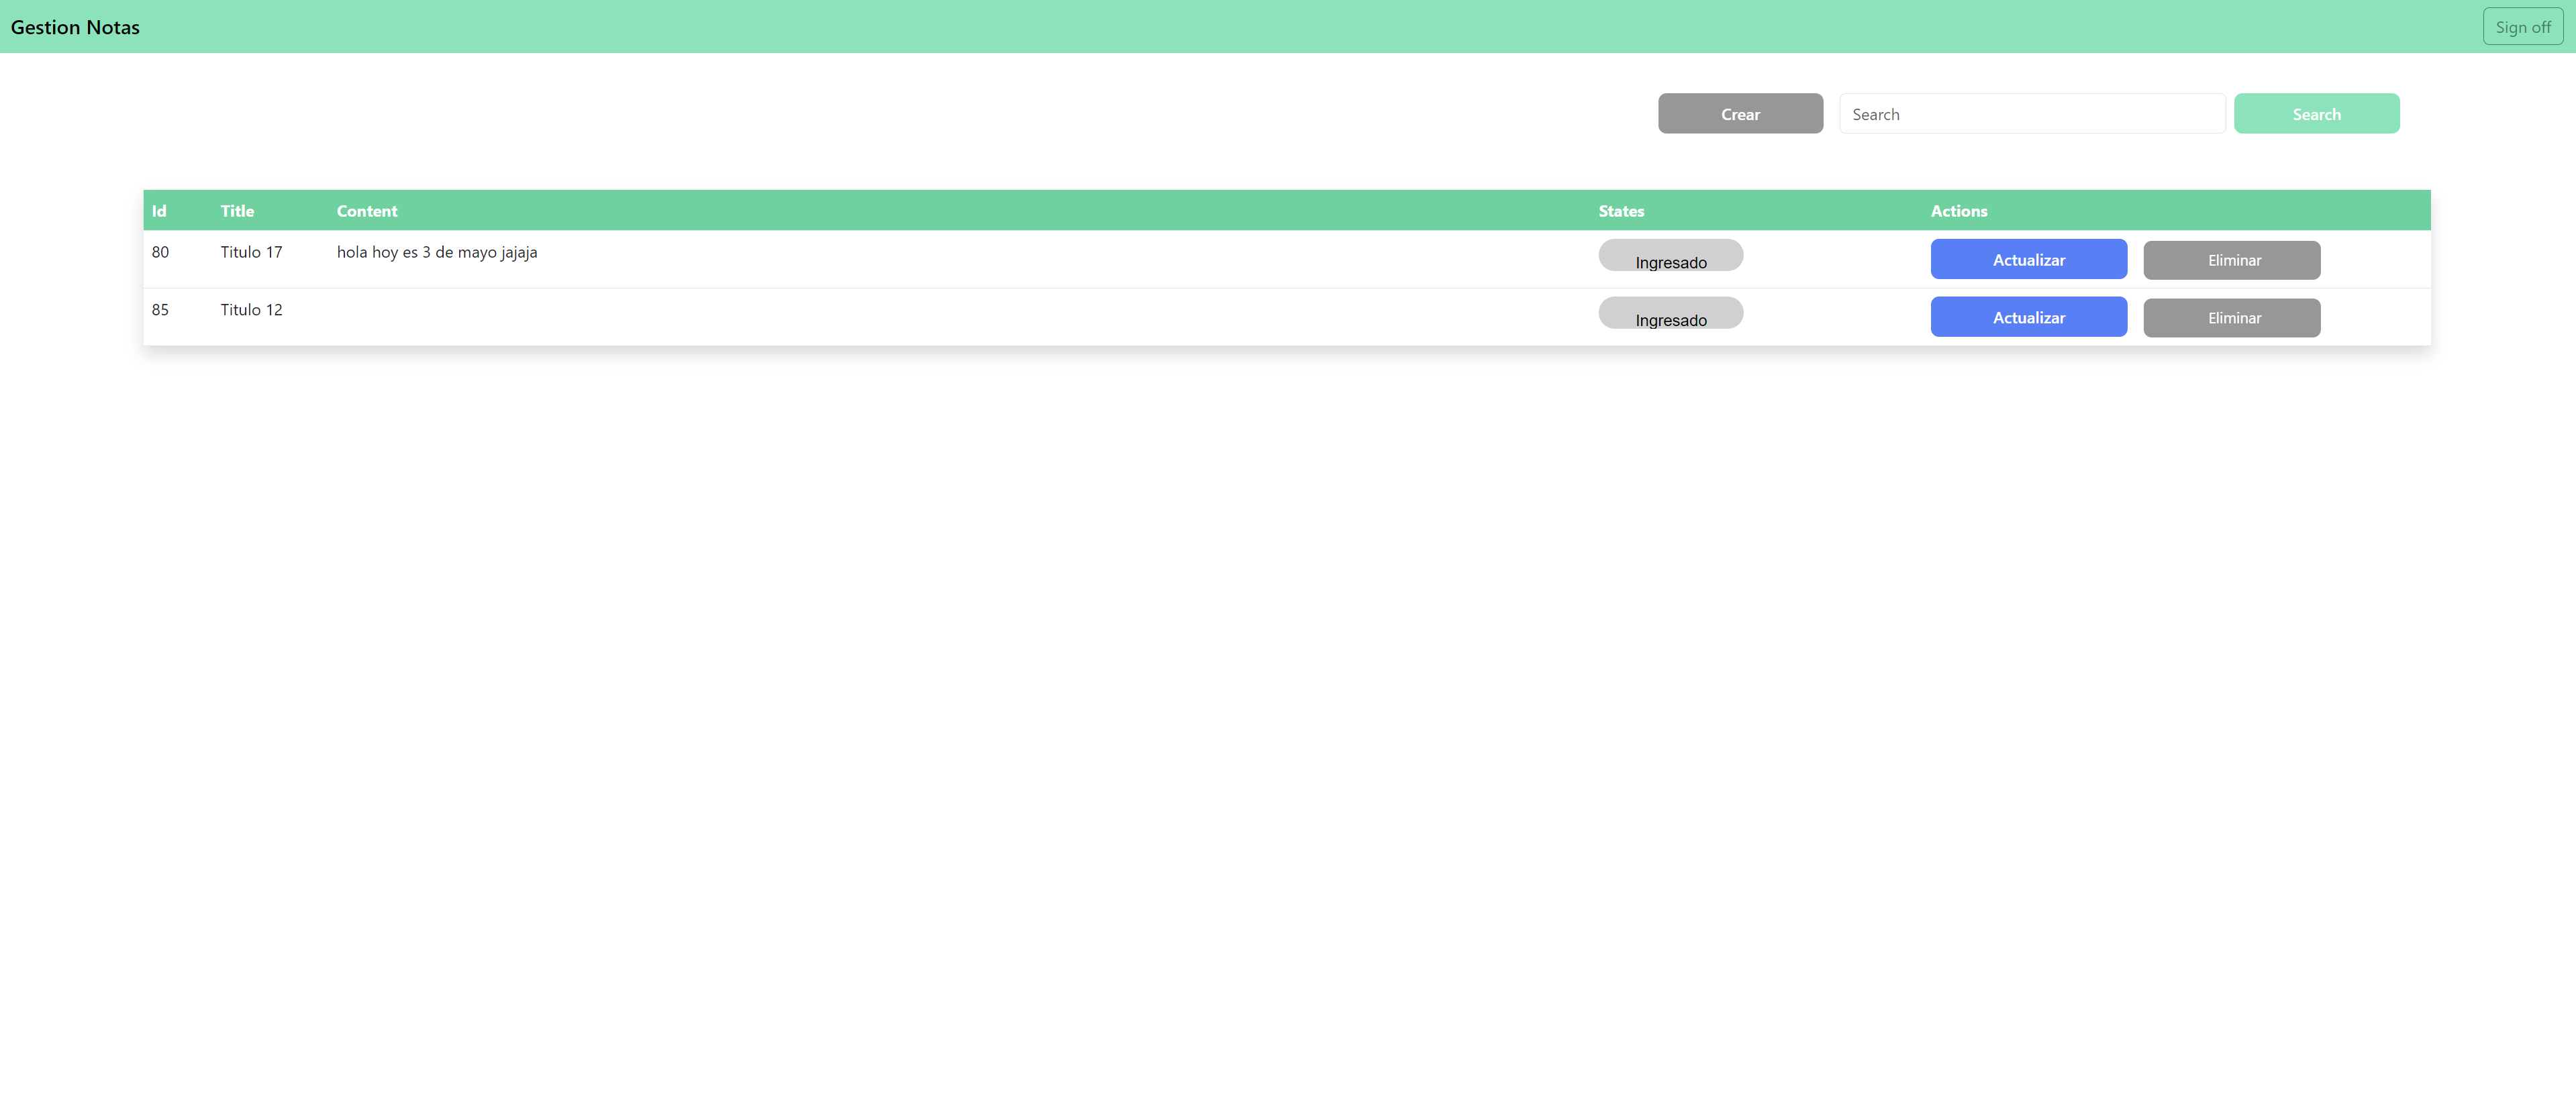 Gestion Notas Sign off
Crear Search Search
Id Title Content States Actions
80 Titulo 17 hola hoy es 3 de mayo jajaja Ingresado Actualizar Eliminar
85 Titulo 12 Ingresado Actualizar Eliminar